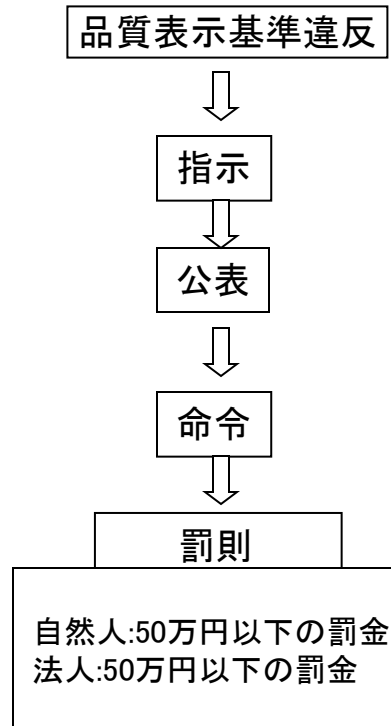 品質表示基準違反
指示
公表
命令
罰則
自然人:50万円以下の罰金
法人:50万円以下の罰金